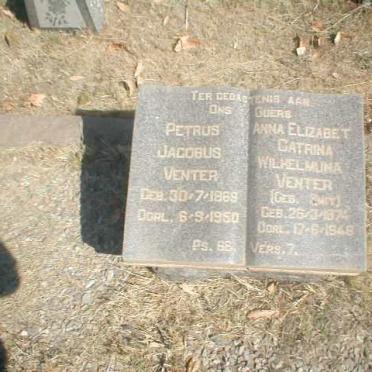 TER GEDAGTENIS AAN
ONS OUERS
PETRUS
JACOBUS
VENTER
GEB. 30-7-1869
OORL. 6-9-1950
ANNA ELIZABET
CATRINA
WILHELMINA
VENTER
(GEB. SMIT)
GEB. 26-3-1874
OORL. 17-6-1948
PS. 68. VERS. 7.